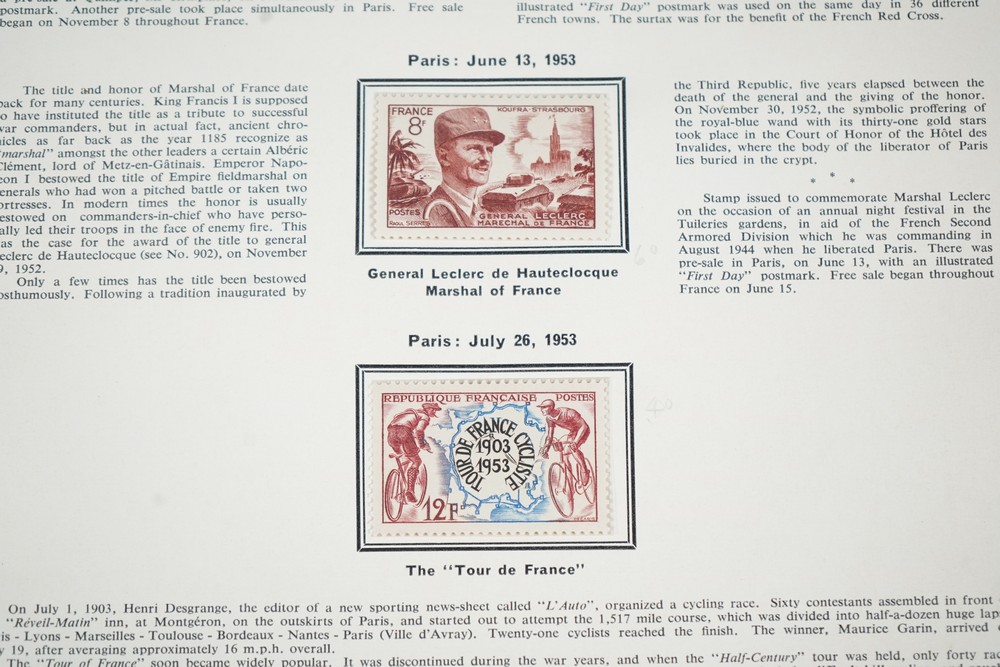 postmark. Another pre-sale took place simultaneously in Paris. Free sale
began on November 8 throughout France.
illustrated "First Day" postmark was used on the same day in 36 different
French towns. The surtax was for the benefit of the French Red Cross.
Paris: June 13, 1953
The title and honor of Marshal of France date
back for many centuries. King Francis I is supposed
to have instituted the title as a tribute to successful
war commanders, but in actual fact, ancient chro-
nicles as far back as the year 1185 recognize as
"marshal" amongst the other leaders a certain Albéric
Clément, lord of Metz-en-Gâtinais. Emperor Napo-
leon I bestowed the title of Empire fieldmarshal on
generals who had won a pitched battle or taken two
fortresses. In modern times the honor is usually
bestowed on commanders-in-chief who have perso-
ally led their troops in the face of enemy fire. This
was the case for the award of the title to general
Leclerc de Hauteclocque (see No. 902), on November
9, 1952.
Only a few times has the title been bestowed
posthumously. Following a tradition inaugurated by
FRANCE
8F
KOUFRA-STRASBOURG
POSTES
GENERAL LECLERC
MARECHAL DE FRANCE
RAOUL SERRES
General Leclerc de Hauteclocque
Marshal of France
the Third Republic, five years elapsed between the
death of the general and the giving of the honor.
On November 30, 1952, the symbolic proffering of
the royal-blue wand with its thirty-one gold stars
took place in the Court of Honor of the Hôtel des
Invalides, where the body of the liberator of Paris
lies buried in the crypt.
* * *
Stamp issued to commemorate Marshal Leclerc
on the occasion of an annual night festival in the
Tuileries gardens, in aid of the French Second
Armored Division which he was commanding in
August 1944 when he liberated Paris. There was
pre-sale in Paris, on June 13, with an illustrated
"First Day" postmark. Free sale began throughout
France on June 15.
Paris: July 26, 1953
REPUBLIQUE FRANÇAISE POSTES
TOUR DE FRANCE CYCLISTE
1903
1953
12F
The "Tour de France"
On July 1, 1903, Henri Desgrange, the editor of a new sporting news-sheet called "L'Auto", organized a cycling race. Sixty contestants assembled in front
"Réveil-Matin" inn, at Montgéron, on the outskirts of Paris, and started out to attempt the 1,517 mile course, which was divided into half-a-dozen huge lap
is - Lyons - Marseilles - Toulouse - Bordeaux - Nantes - Paris (Ville d'Avray). Twenty-one cyclists reached the finish. The winner, Maurice Garin, arrived
y 19, after averaging approximately 16 m.p.h. overall.
The "Tour of France" soon became widely popular. It was discontinued during the war years, and when the "Half-Century" tour was held, only forty rac